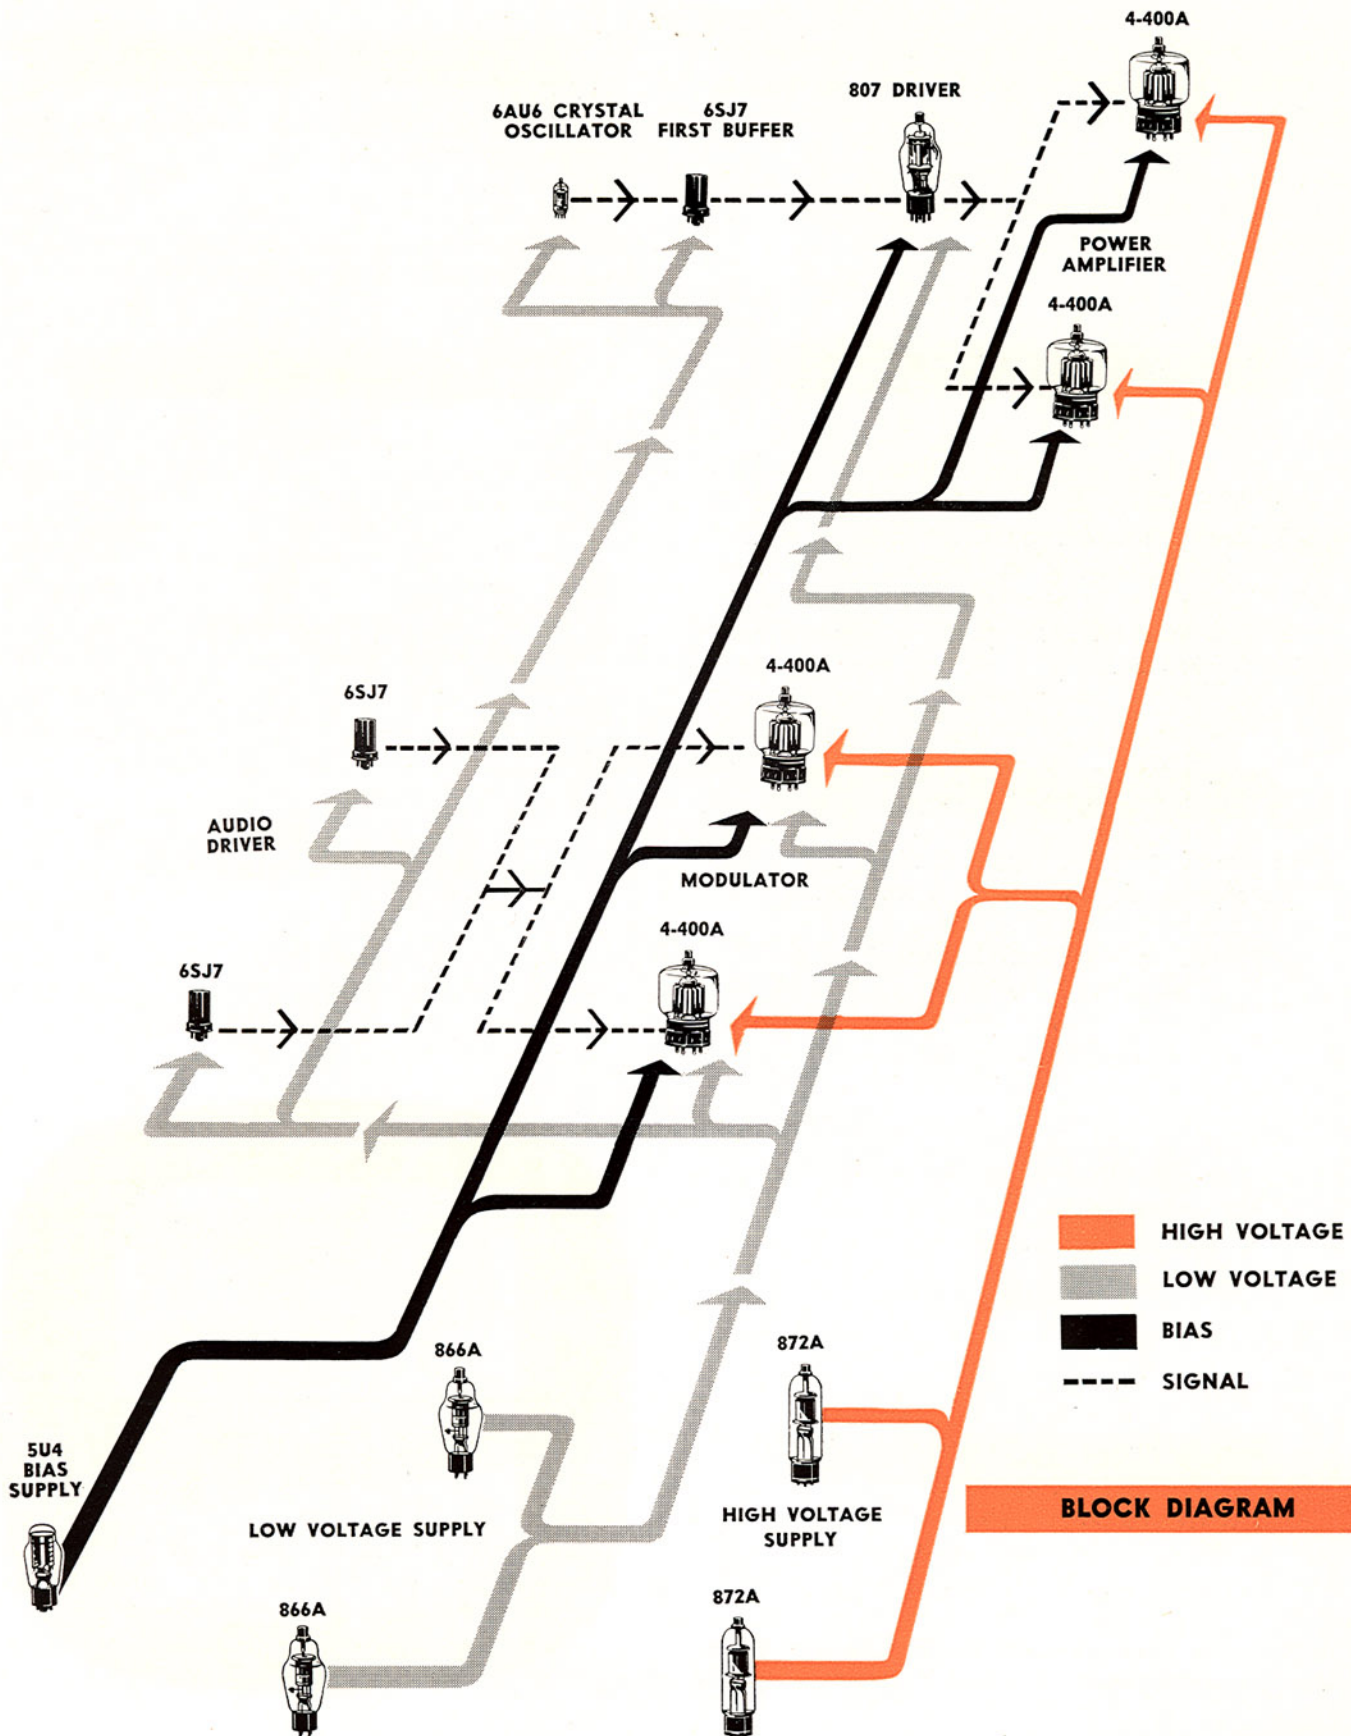 4-400A
807 DRIVER
6AU6 CRYSTAL
OSCILLATOR
6SJ7
FIRST BUFFER
POWER
AMPLIFIER
4-400A
4-400A
6SJ7
AUDIO
DRIVER
MODULATOR
4-400A
6SJ7
HIGH VOLTAGE
LOW VOLTAGE
BIAS
SIGNAL
866A
872A
5U4
BIAS
SUPPLY
LOW VOLTAGE SUPPLY
HIGH VOLTAGE
SUPPLY
BLOCK DIAGRAM
866A
872A